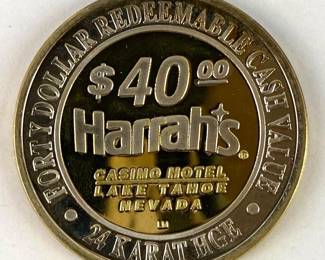 • FORTY DOLLAR REDEEMABLE CASH VALUE •
$40 00
Harrah's ®
CASINO HOTEL
LAKE TAHOE
NEVADA
24 KARAT HGE